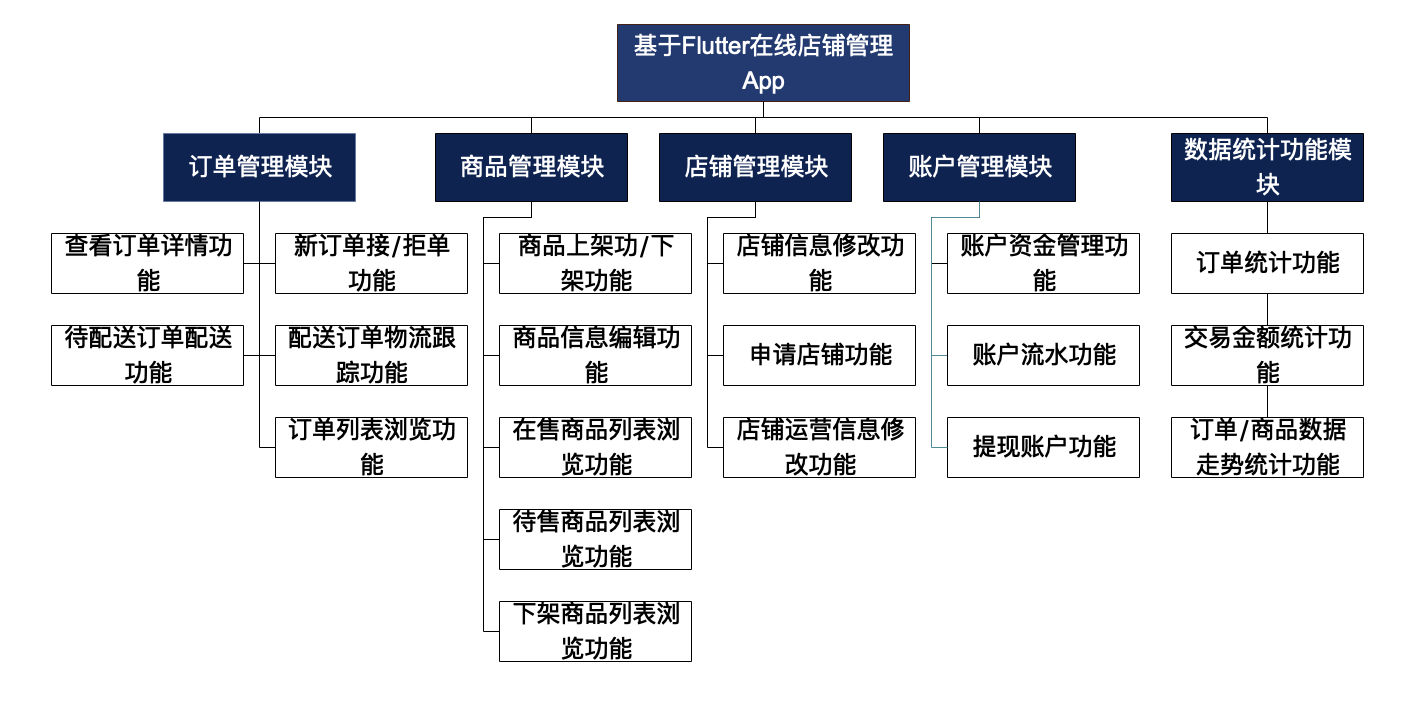 基于Flutter在线店铺管理
App
订单管理模块
商品管理模块
店铺管理模块
账户管理模块
数据统计功能模
块
查看订单详情功
能
新订单接/拒单
功能
商品上架功/下
架功能
店铺信息修改功
能
账户资金管理功
能
订单统计功能
待配送订单配送
功能
配送订单物流跟
踪功能
商品信息编辑功
能
申请店铺功能
账户流水功能
交易金额统计功
能
订单列表浏览功
能
在售商品列表浏
览功能
店铺运营信息修
改功能
提现账户功能
订单/商品数据
走势统计功能
待售商品列表浏
览功能
下架商品列表浏
览功能